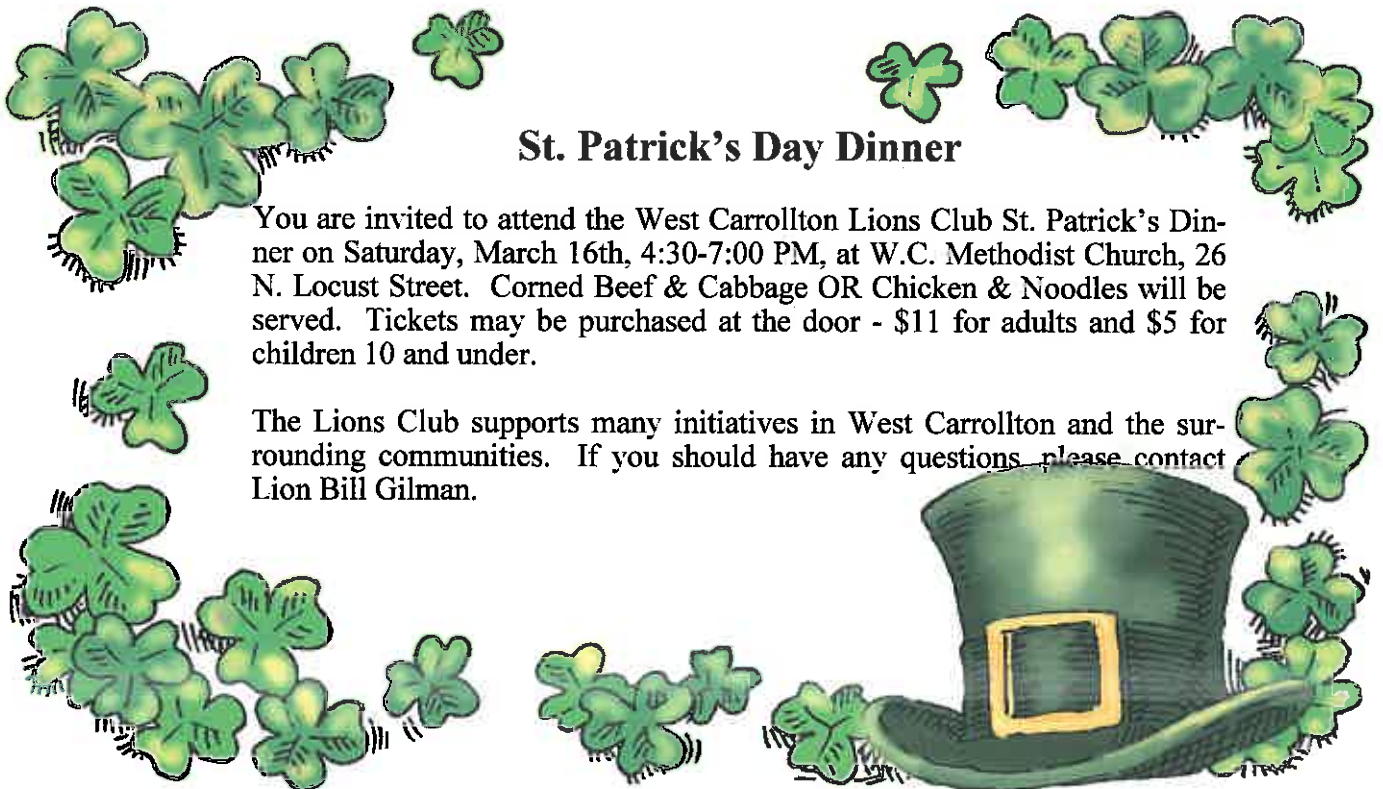 St. Patrick's Day Dinner
You are invited to attend the West Carrollton Lions Club St. Patrick's Din-
ner on Saturday, March 16th, 4:30-7:00 PM, at W.C. Methodist Church, 26
N. Locust Street. Corned Beef & Cabbage OR Chicken & Noodles will be
served. Tickets may be purchased at the door - $11 for adults and $5 for
children 10 and under.
The Lions Club supports many initiatives in West Carrollton and the sur-
rounding communities. If you should have any questions please contact
Lion Bill Gilman.